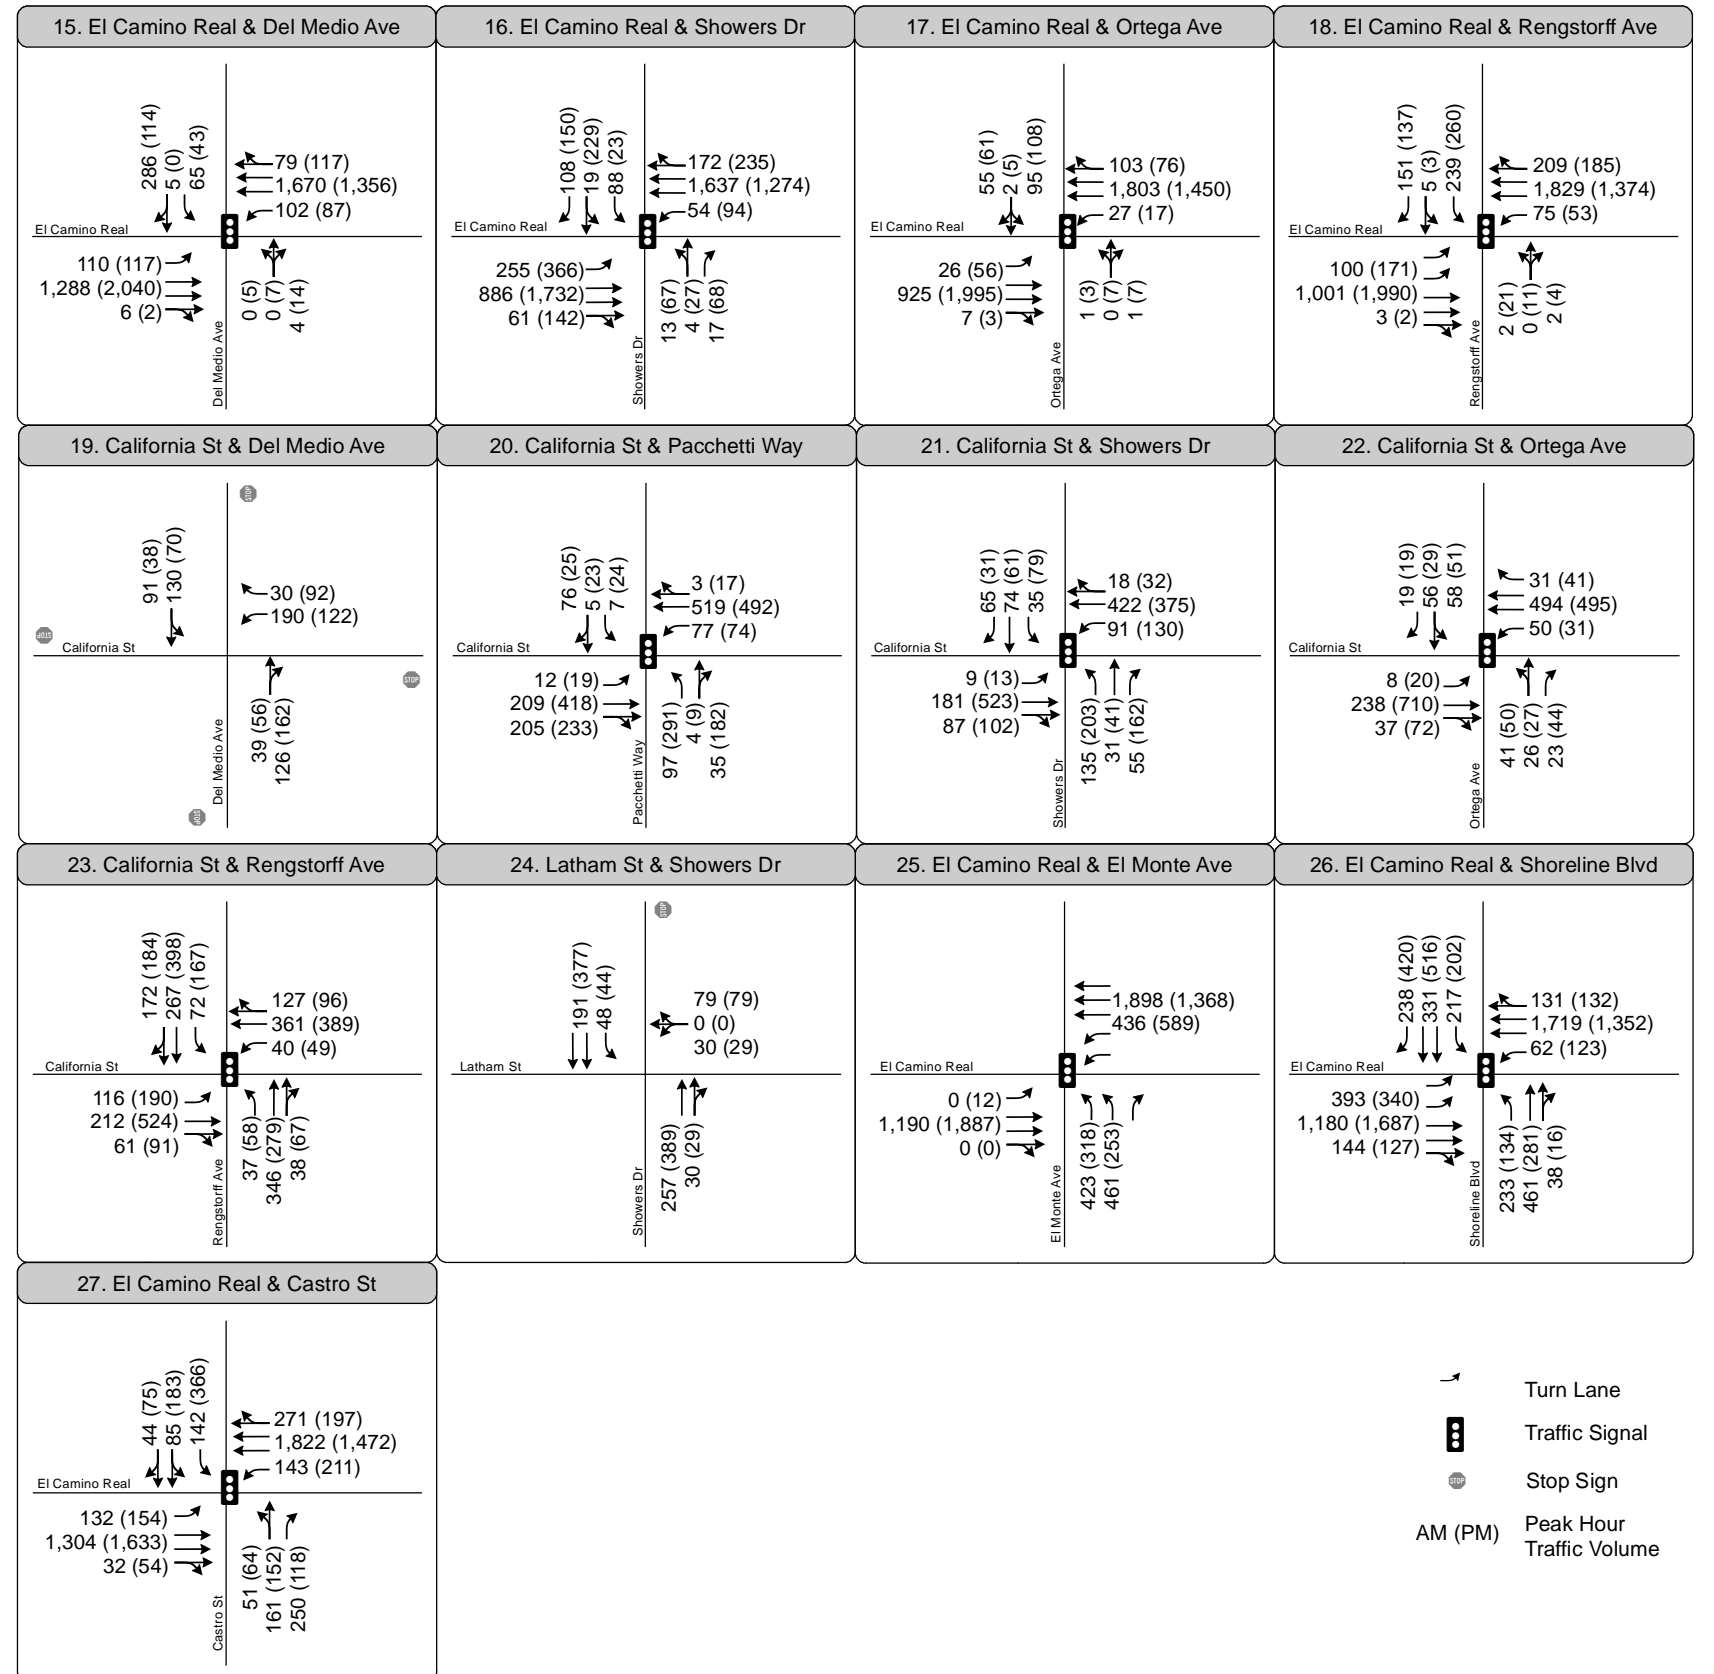 15. El Camino Real & Del Medio Ave
286 (114)
5 (0)
65 (43)
79 (117)
1,670 (1,356)
102 (87)
El Camino Real
110 (117)
1,288 (2,040)
6 (2)
0 (5)
0 (7)
4 (14)
Del Medio Ave
16. El Camino Real & Showers Dr
108 (150)
19 (229)
88 (23)
172 (235)
1,637 (1,274)
54 (94)
El Camino Real
255 (366)
886 (1,732)
61 (142)
13 (67)
4 (27)
17 (68)
Showers Dr
17. El Camino Real & Ortega Ave
55 (61)
2 (5)
95 (108)
103 (76)
1,803 (1,450)
27 (17)
El Camino Real
26 (56)
925 (1,995)
7 (3)
1 (3)
0 (7)
1 (7)
Ortega Ave
18. El Camino Real & Rengstorff Ave
151 (137)
5 (3)
239 (260)
209 (185)
1,829 (1,374)
75 (53)
El Camino Real
100 (171)
1,001 (1,990)
3 (2)
2 (21)
0 (11)
2 (4)
Rengstorff Ave
19. California St & Del Medio Ave
STOP
91 (38)
130 (70)
30 (92)
190 (122)
STOP
California St
STOP
39 (56)
126 (162)
Del Medio Ave
STOP
20. California St & Pacchetti Way
76 (25)
5 (23)
7 (24)
3 (17)
519 (492)
77 (74)
California St
12 (19)
209 (418)
205 (233)
97 (291)
4 (9)
35 (182)
Pacchetti Way
21. California St & Showers Dr
65 (31)
74 (61)
35 (79)
18 (32)
422 (375)
91 (130)
California St
9 (13)
181 (523)
87 (102)
135 (203)
31 (41)
55 (162)
Showers Dr
22. California St & Ortega Ave
19 (19)
56 (29)
58 (51)
31 (41)
494 (495)
50 (31)
California St
8 (20)
238 (710)
37 (72)
41 (50)
26 (27)
23 (44)
Ortega Ave
23. California St & Rengstorff Ave
172 (184)
267 (398)
72 (167)
127 (96)
361 (389)
40 (49)
California St
116 (190)
212 (524)
61 (91)
37 (58)
346 (279)
38 (67)
Rengstorff Ave
24. Latham St & Showers Dr
STOP
191 (377)
48 (44)
79 (79)
0 (0)
30 (29)
Latham St
257 (389)
30 (29)
Showers Dr
25. El Camino Real & El Monte Ave
1,898 (1,368)
436 (589)
El Camino Real
0 (12)
1,190 (1,887)
0 (0)
423 (318)
461 (253)
El Monte Ave
26. El Camino Real & Shoreline Blvd
238 (420)
331 (516)
217 (202)
131 (132)
1,719 (1,352)
62 (123)
El Camino Real
393 (340)
1,180 (1,687)
144 (127)
233 (134)
461 (281)
38 (16)
Shoreline Blvd
27. El Camino Real & Castro St
44 (75)
85 (183)
142 (366)
271 (197)
1,822 (1,472)
143 (211)
El Camino Real
132 (154)
1,304 (1,633)
32 (54)
51 (64)
161 (152)
250 (118)
Castro St
Turn Lane
Traffic Signal
STOP
Stop Sign
AM (PM)
Peak Hour
Traffic Volume